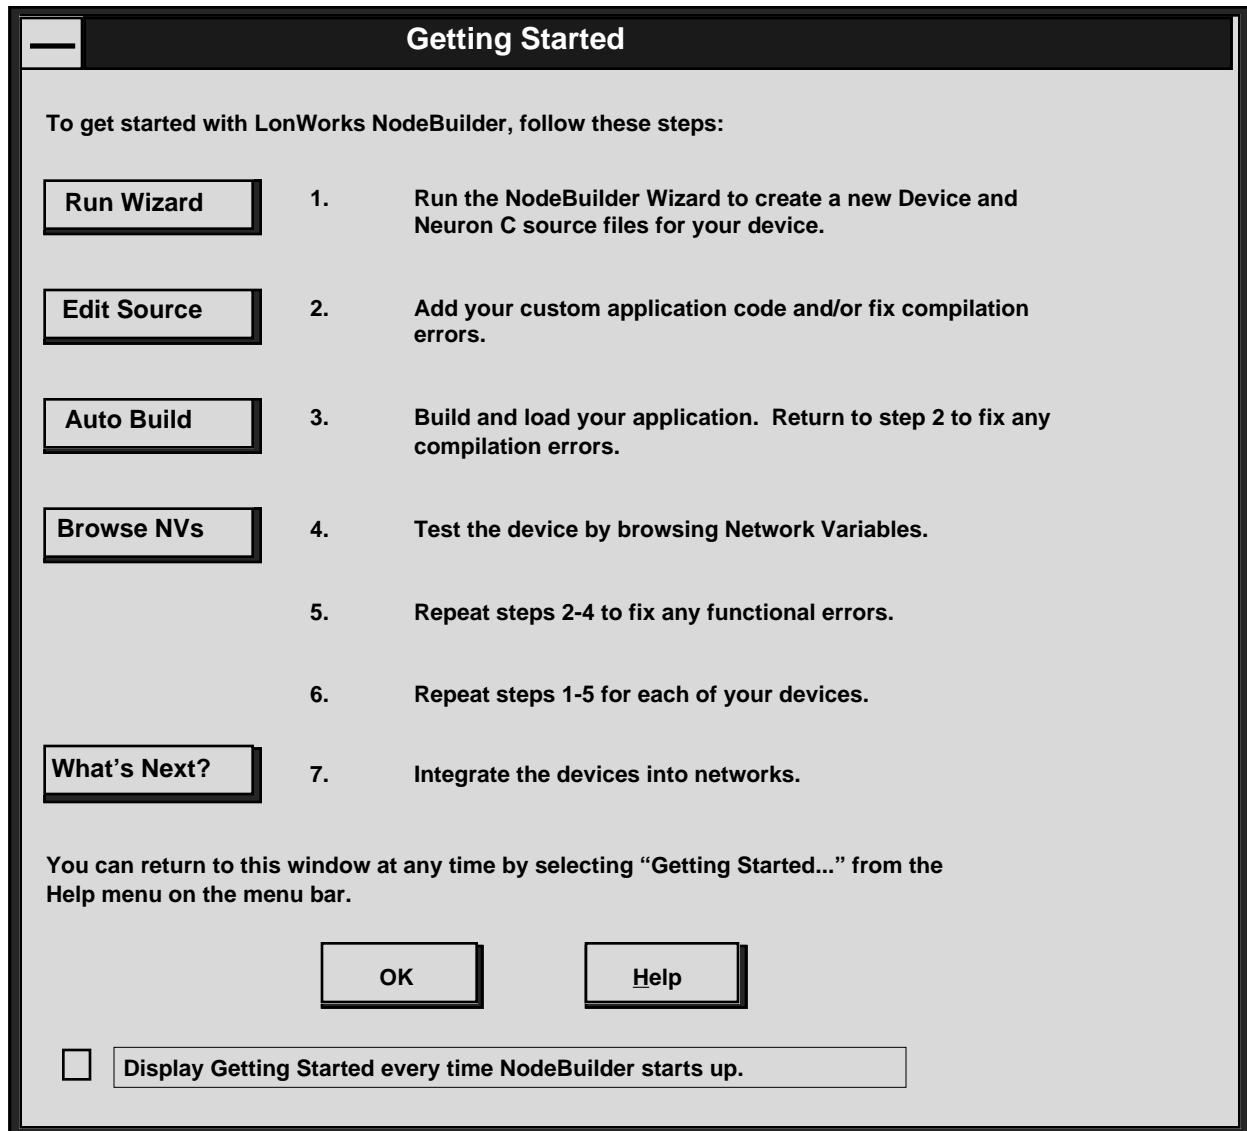 Getting Started
To get started with LonWorks NodeBuilder, follow these steps:
Run Wizard 1. Run the NodeBuilder Wizard to create a new Device and
Neuron C source files for your device.
Edit Source 2. Add your custom application code and/or fix compilation
errors.
Auto Build 3. Build and load your application.  Return to step 2 to fix any
compilation errors.
Browse NVs 4. Test the device by browsing Network Variables.
5. Repeat steps 2-4 to fix any functional errors.
6. Repeat steps 1-5 for each of your devices.
What’s Next? 7. Integrate the devices into networks.
You can return to this window at any time by selecting “Getting Started...” from the
Help menu on the menu bar.
OK Help
Display Getting Started every time NodeBuilder starts up.